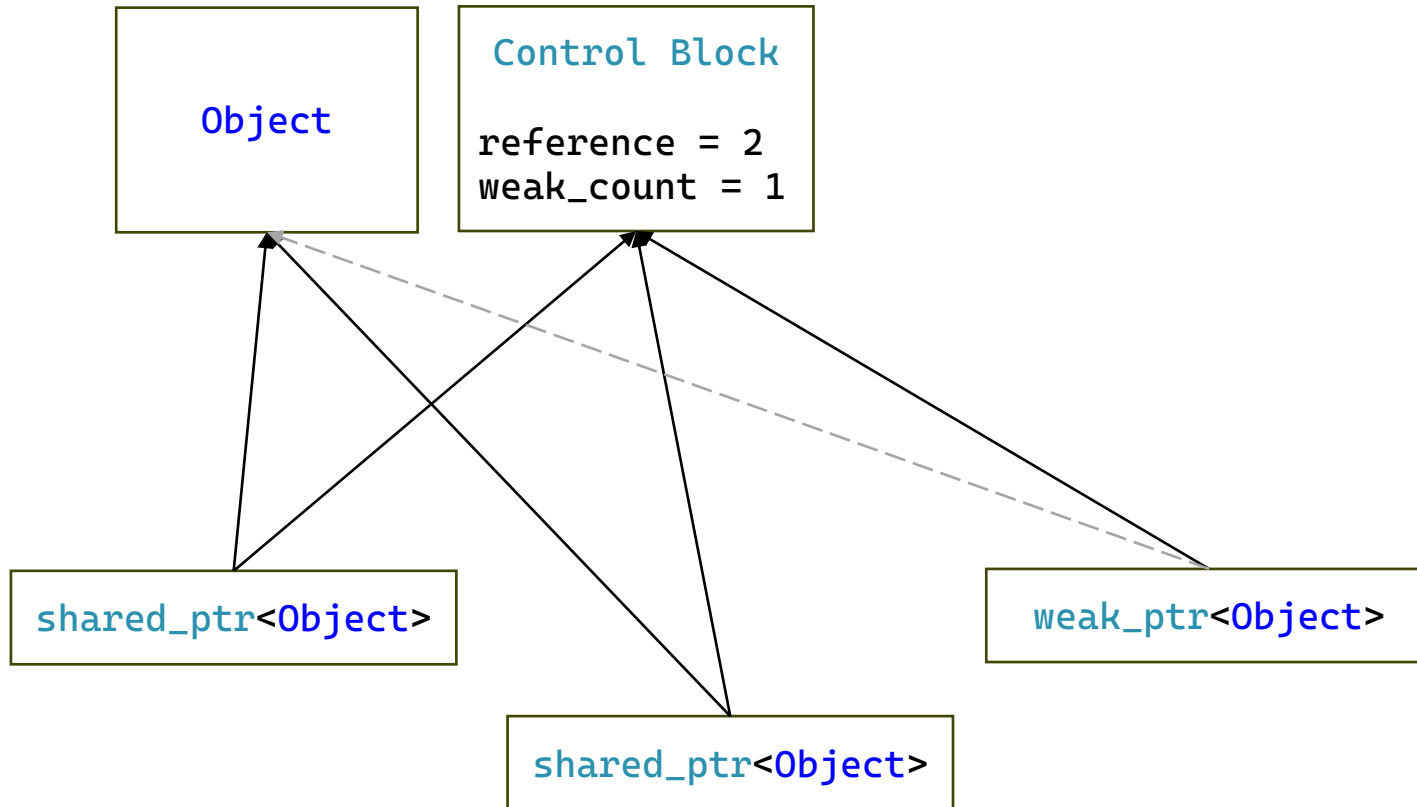 Object
Control Block
reference = 2
weak_count = 1
shared_ptr<Object>
weak_ptr<Object>
shared_ptr<Object>